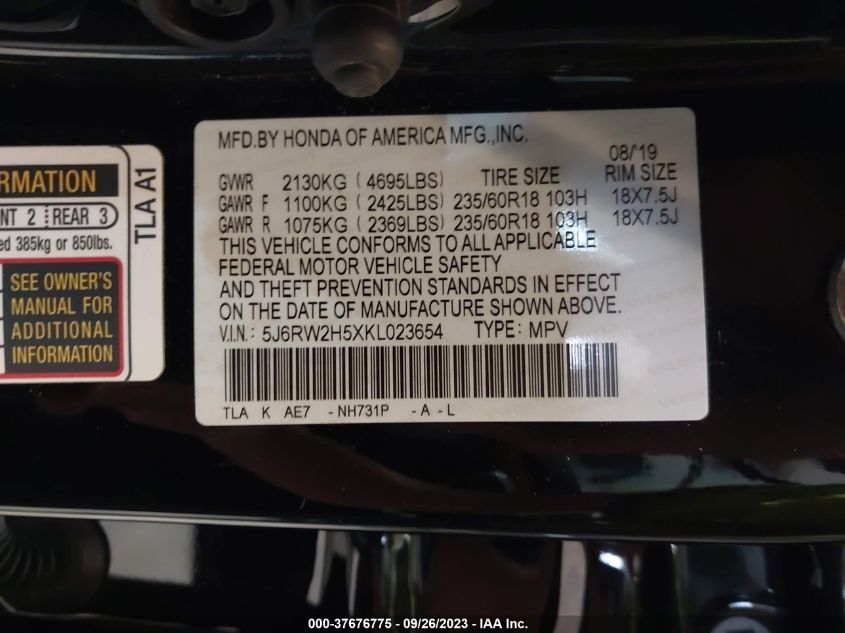 MFD.BY HONDA OF AMERICA MFG.,INC.
08/'19
GVWR 2130KG ( 4695LBS) TIRE SIZE RIM SIZE
GAWR F 1100KG ( 2425LBS) 235/60R18 103H 18X7.5J
GAWR R 1075KG ( 2369LBS) 235/60R18 103H 18X7.5J
THIS VEHICLE CONFORMS TO ALL APPLICABLE
FEDERAL MOTOR VEHICLE SAFETY
AND THEFT PREVENTION STANDARDS IN EFFECT
ON THE DATE OF MANUFACTURE SHOWN ABOVE.
V.I.N.: 5J6RW2H5XKL023654 TYPE: MPV
TLA K AE7 -NH731P -A-L
RMATION
NT 2 REAR 3
ed 385kg or 850lbs.
SEE OWNER'S
MANUAL FOR
ADDITIONAL
INFORMATION
TLA A1
000-37676775 - 09/26/2023 - IAA Inc.